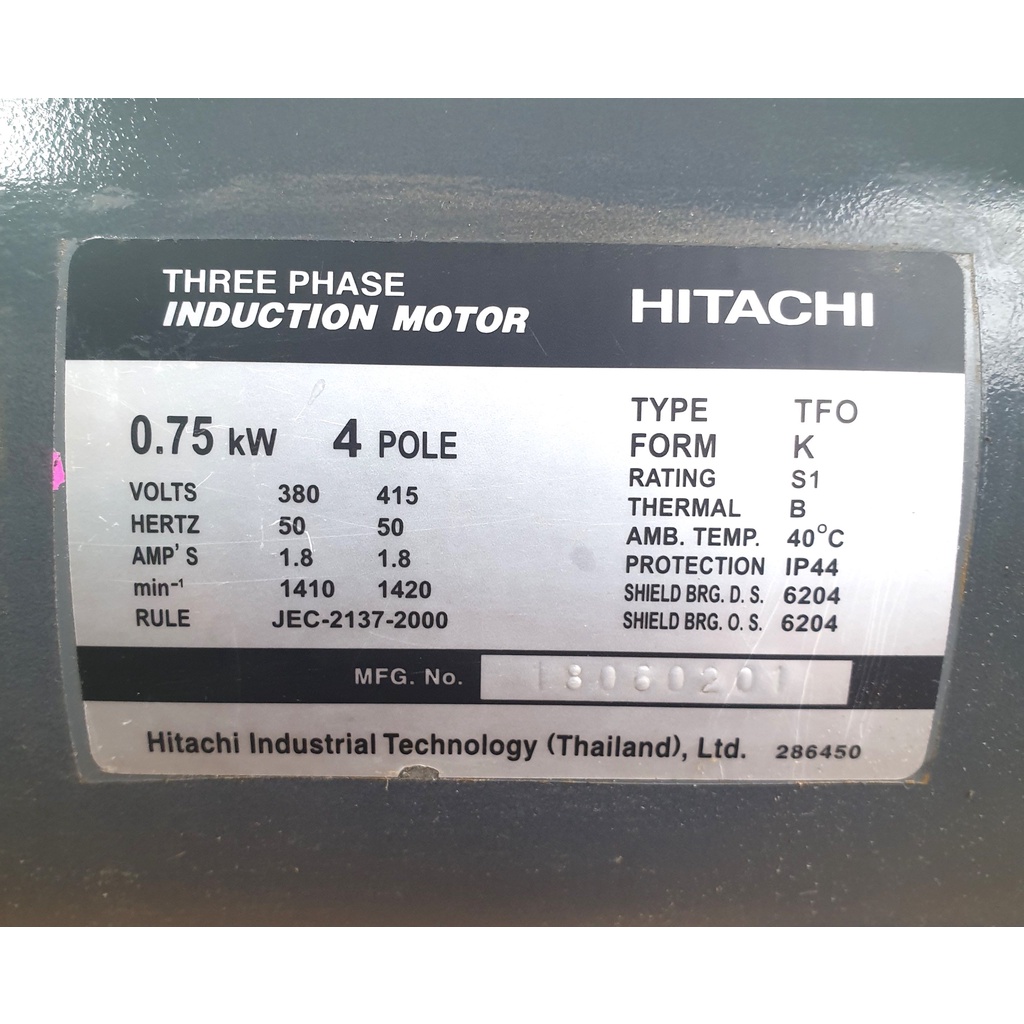 THREE PHASE
INDUCTION MOTOR
HITACHI
0.75 kW 4 POLE
VOLTS 380 415
HERTZ 50 50
AMP'S 1.8 1.8
min-¹ 1410 1420
RULE JEC-2137-2000
TYPE TFO
FORM K
RATING S1
THERMAL B
AMB. TEMP. 40°C
PROTECTION IP44
SHIELD BRG. D. S. 6204
SHIELD BRG. O. S. 6204
MFG. No. 18060201
Hitachi Industrial Technology (Thailand), Ltd. 286450